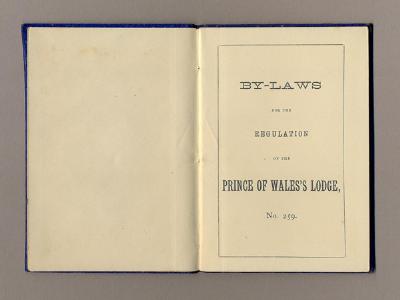 BY-LAWS
FOR THE
REGULATION
OF THE
PRINCE OF WALES'S LODGE,
No. 259.